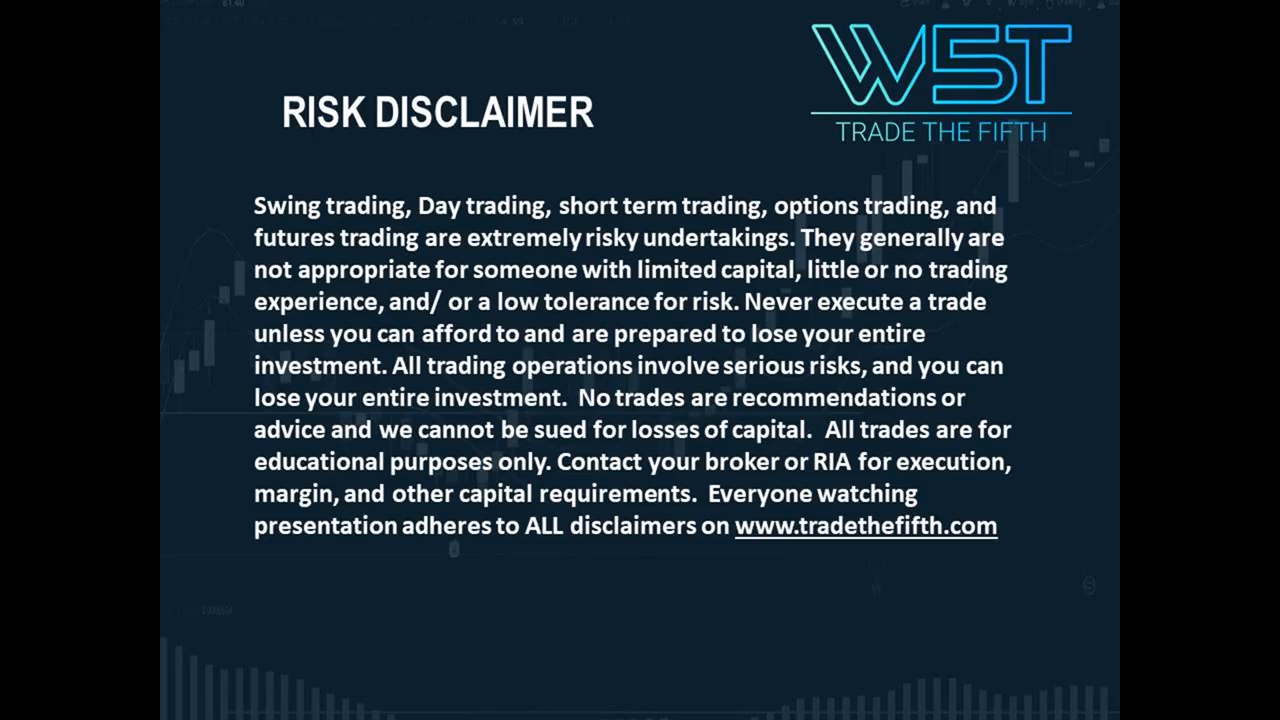 W5T
TRADE THE FIFTH
RISK DISCLAIMER
Swing trading, Day trading, short term trading, options trading, and
futures trading are extremely risky undertakings. They generally are
not appropriate for someone with limited capital, little or no trading
experience, and/ or a low tolerance for risk. Never execute a trade
unless you can afford to and are prepared to lose your entire
investment. All trading operations involve serious risks, and you can
lose your entire investment.  No trades are recommendations or
advice and we cannot be sued for losses of capital.  All trades are for
educational purposes only. Contact your broker or RIA for execution,
margin, and other capital requirements.  Everyone watching
presentation adheres to ALL disclaimers on www.tradethefifth.com